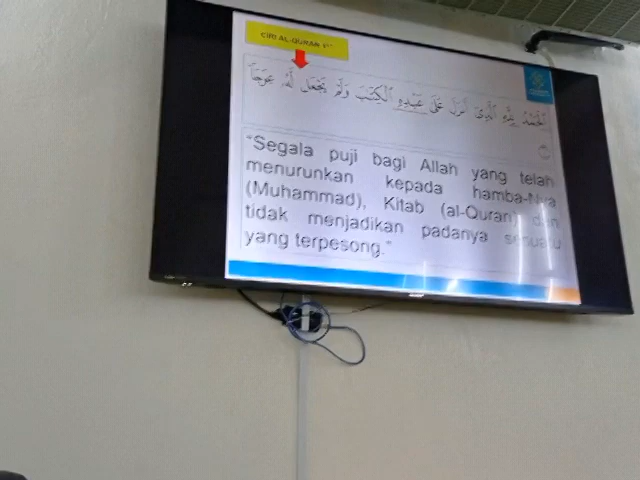 CIRI AL-QURAN
ٱلْحَمْدُ لِلَّهِ ٱلَّذِىٓ أَنزَلَ عَلَىٰ عَبْدِهِ ٱلْكِتَـٰبَ وَلَمْ يَجْعَل لَّهُۥ عِوَجَا
"Segala puji bagi Allah yang telah
menurunkan kepada hamba-Nya
(Muhammad), Kitab (al-Quran) dan
tidak menjadikan padanya sesuatu
yang terpesong."